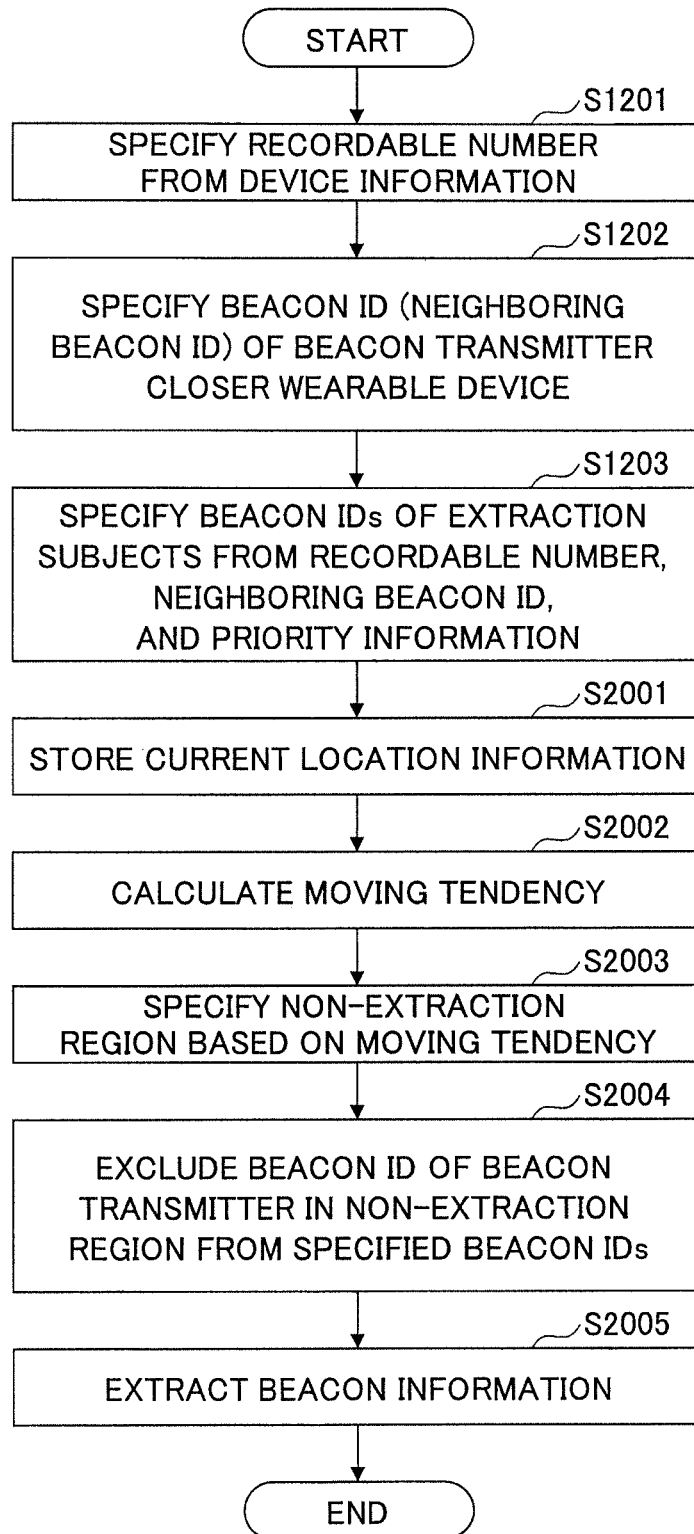 START
S1201
SPECIFY RECORDABLE NUMBER
FROM DEVICE INFORMATION
S1202
SPECIFY BEACON ID (NEIGHBORING
BEACON ID) OF BEACON TRANSMITTER
CLOSER WEARABLE DEVICE
S1203
SPECIFY BEACON IDs OF EXTRACTION
SUBJECTS FROM RECORDABLE NUMBER,
NEIGHBORING BEACON ID,
AND PRIORITY INFORMATION
S2001
STORE CURRENT LOCATION INFORMATION
S2002
CALCULATE MOVING TENDENCY
S2003
SPECIFY NON-EXTRACTION
REGION BASED ON MOVING TENDENCY
S2004
EXCLUDE BEACON ID OF BEACON
TRANSMITTER IN NON-EXTRACTION
REGION FROM SPECIFIED BEACON IDs
S2005
EXTRACT BEACON INFORMATION
END